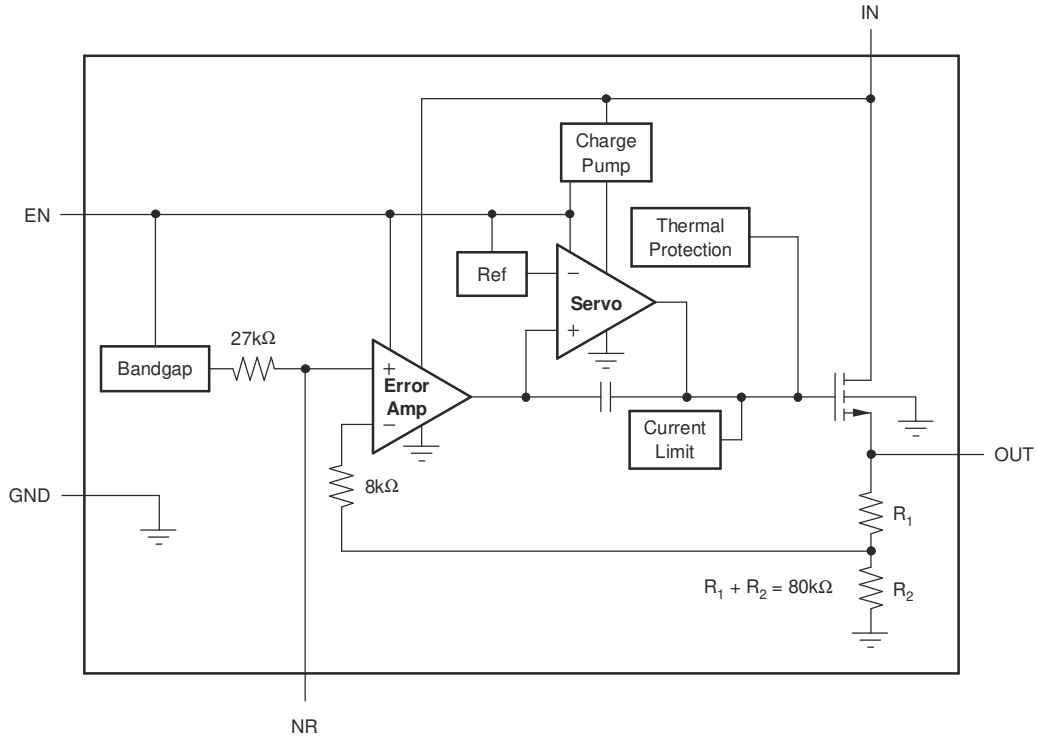 IN
Charge
Pump
EN
Thermal
Protection
Ref
−
Servo
+
27kΩ
Bandgap
+
Error
Amp
−
Current
Limit
OUT
8kΩ
GND
R1
R1 + R2 = 80kΩ
R2
NR